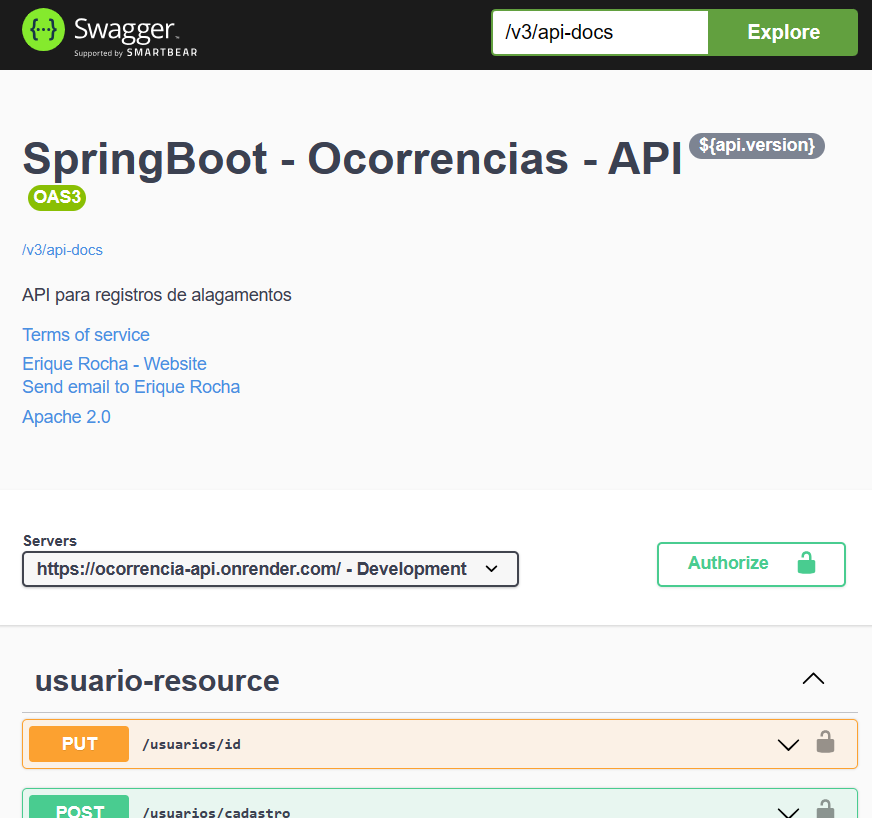 {···} Swagger™
Supported by SMARTBEAR
/v3/api-docs
Explore
SpringBoot - Ocorrencias - API ${api.version}
OAS3
/v3/api-docs
API para registros de alagamentos
Terms of service
Erique Rocha - Website
Send email to Erique Rocha
Apache 2.0
Servers
https://ocorrencia-api.onrender.com/ - Development
Authorize
usuario-resource
PUT /usuarios/id
POST /usuarios/cadastro